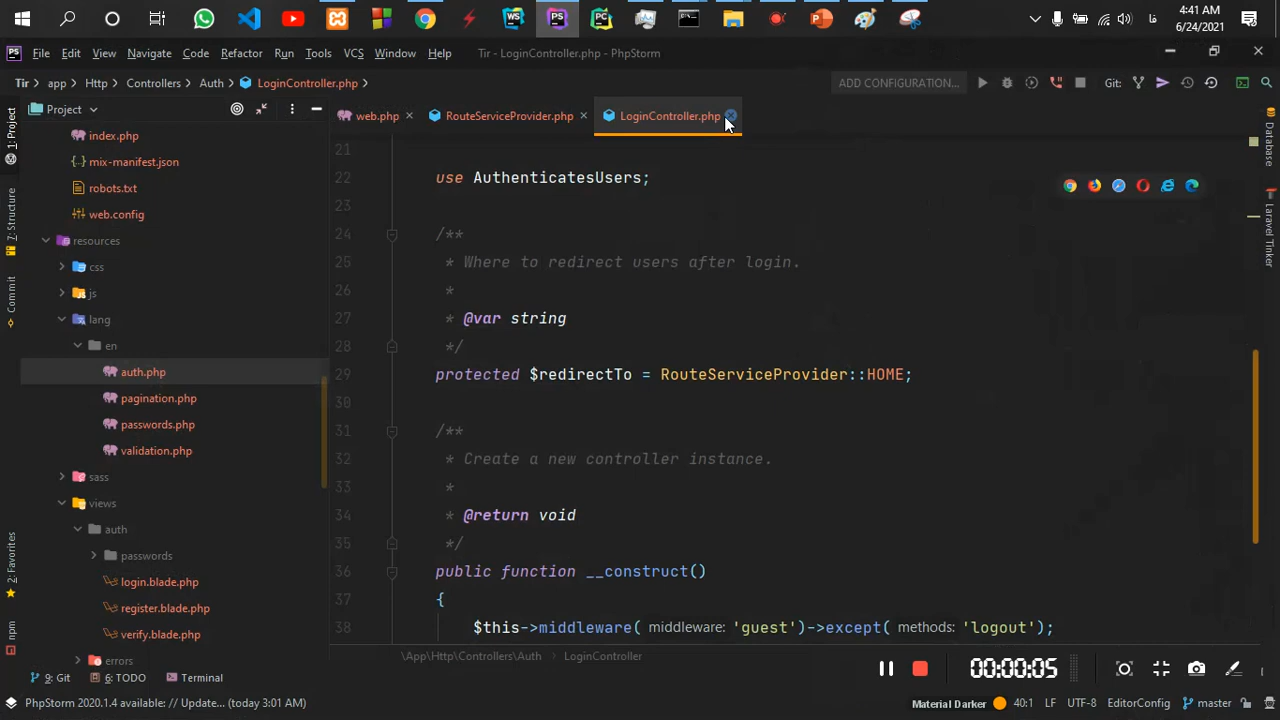 4:41 AM
فا
6/24/2021
File Edit View Navigate Code Refactor Run Tools VCS Window Help Tir - LoginController.php - PhpStorm
Tir app Http Controllers Auth LoginController.php ADD CONFIGURATION... Git:
Project
web.php RouteServiceProvider.php LoginController.php
index.php
mix-manifest.json
robots.txt
web.config
resources
css
js
lang
en
auth.php
pagination.php
passwords.php
validation.php
sass
views
auth
passwords
login.blade.php
register.blade.php
verify.blade.php
errors
1: Project
7: Structure
Commit
2: Favorites
npm
21
22 use AuthenticatesUsers;
23
24 /**
25 * Where to redirect users after login.
26 *
27 * @var string
28 */
29 protected $redirectTo = RouteServiceProvider::HOME;
30
31 /**
32 * Create a new controller instance.
33 *
34 * @return void
35 */
36 public function __construct()
37 {
38 $this->middleware( middleware: 'guest')->except( methods: 'logout');
Database
Laravel Tinker
\App\Http\Controllers\Auth LoginController
00:00:05
9: Git 6: TODO Terminal
PhpStorm 2020.1.4 available: // Update... (today 3:01 AM) Material Darker 40:1 LF UTF-8 EditorConfig master